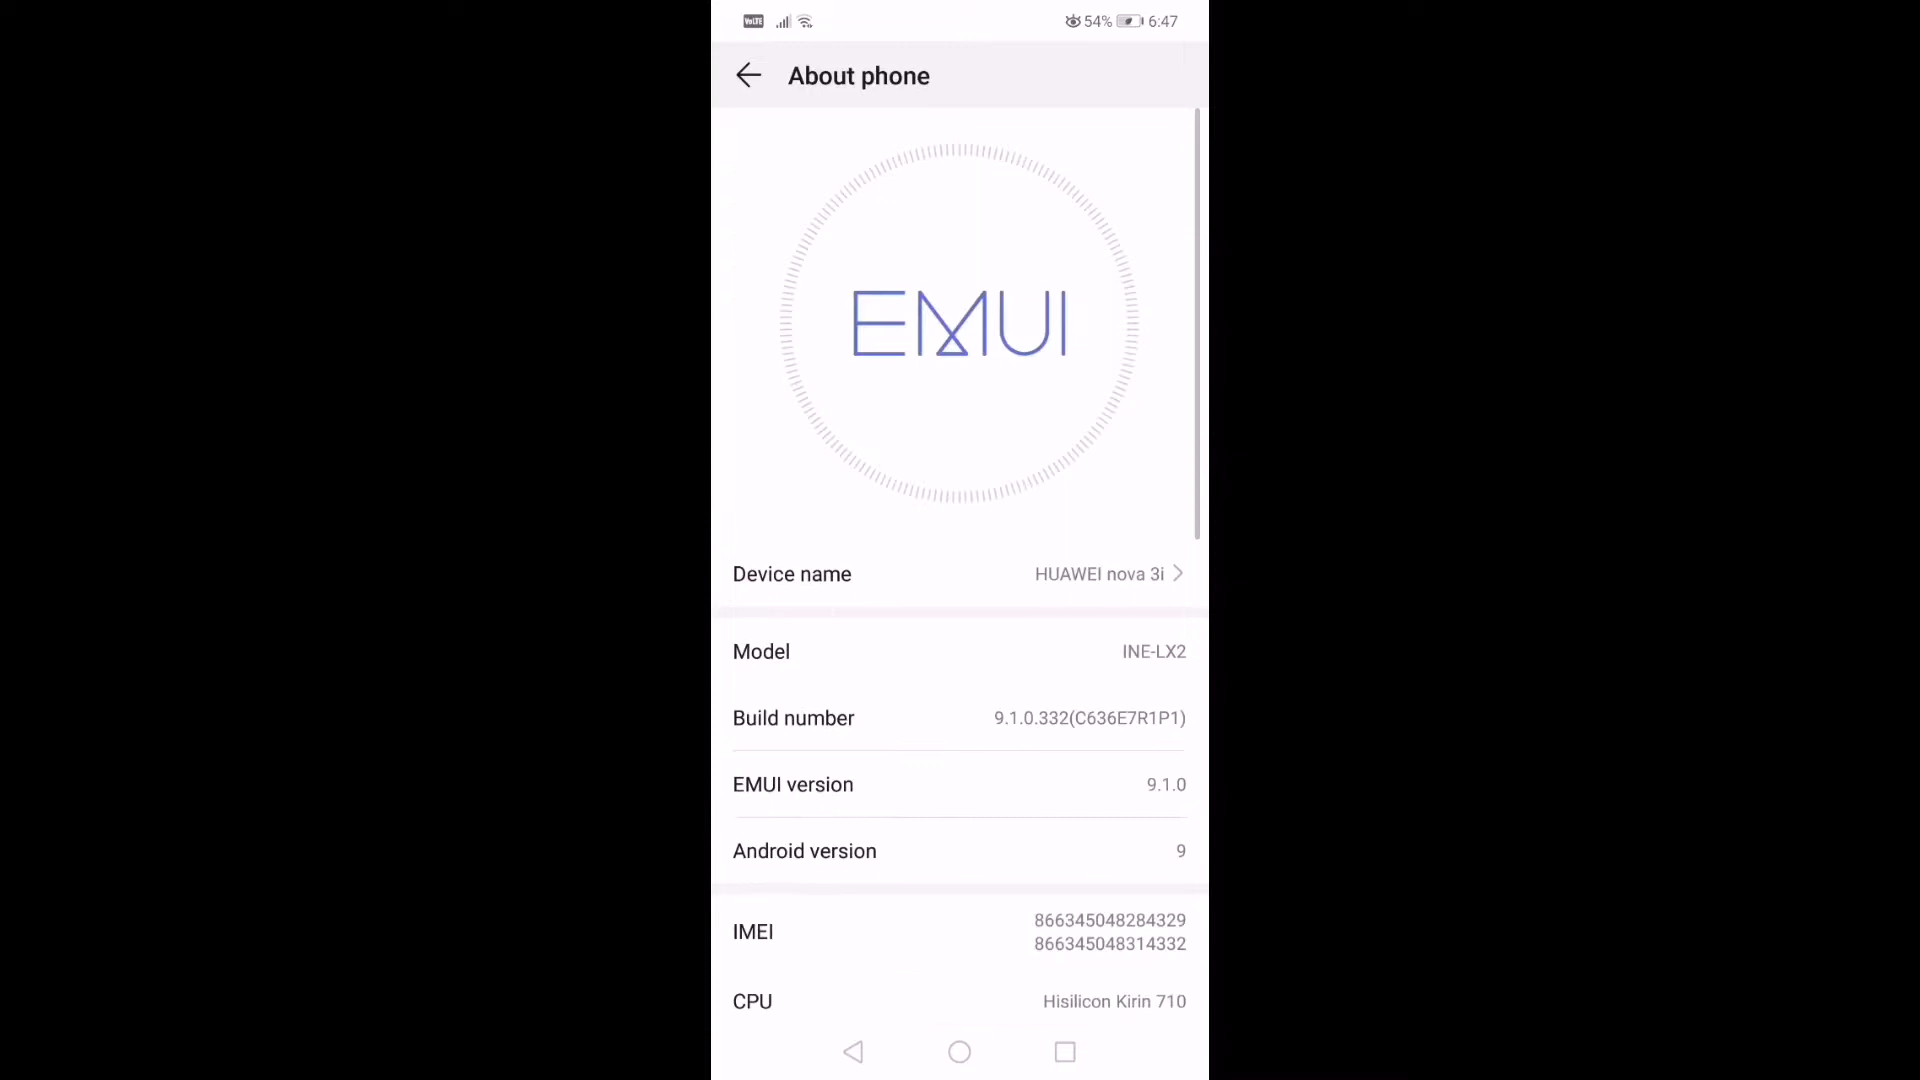 VoLTE 54% 6:47
About phone
EMUI
Device name HUAWEI nova 3i
Model INE-LX2
Build number 9.1.0.332(C636E7R1P1)
EMUI version 9.1.0
Android version 9
IMEI 866345048284329
866345048314332
CPU Hisilicon Kirin 710